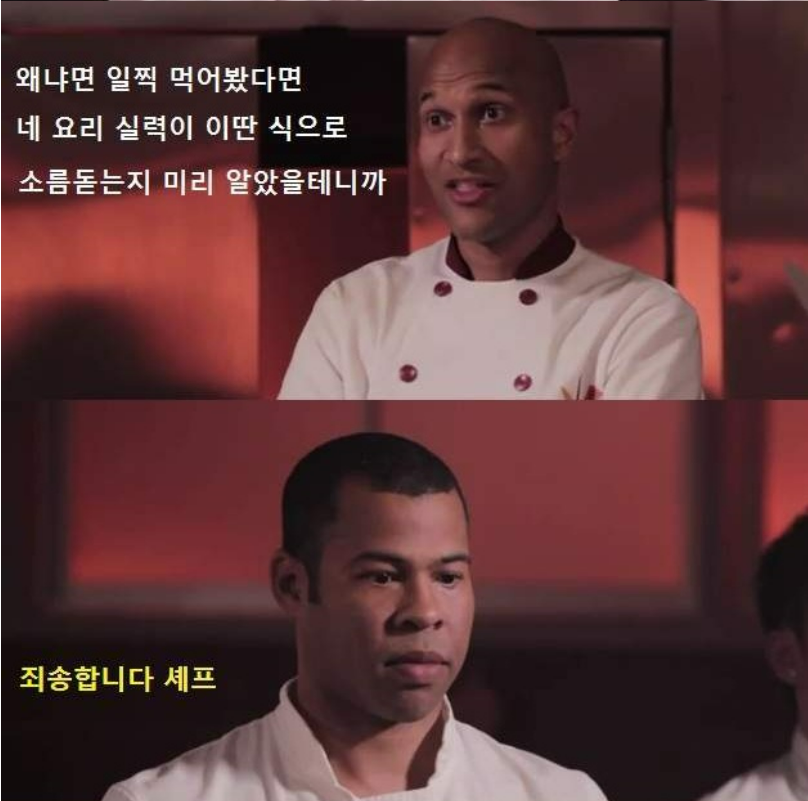 왜냐면 일찍 먹어봤다면
네 요리 실력이 이딴 식으로
소름돋는지 미리 알았을테니까
죄송합니다 셰프